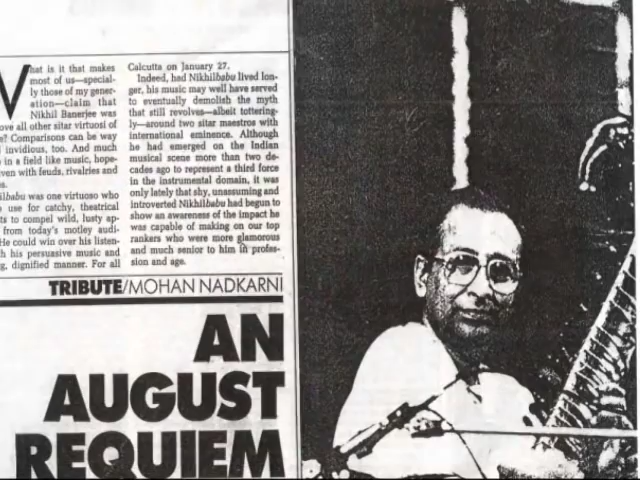 What is it that makes
most of us—special-
ly those of my gener-
ation—claim that
Nikhil Banerjee was
ove all other sitar virtuosi of
e? Comparisons can be way
invidious, too. And much
in a field like music, hope-
ven with feuds, rivalries and
s.
ilbabu was one virtuoso who
use for catchy, theatrical
ts to compel wild, lusty ap-
from today's motley audi-
He could win over his listen-
h his persuasive music and
g, dignified manner. For all
Calcutta on January 27.
Indeed, had Nikhilbabu lived lon-
ger, his music may well have served
to eventually demolish the myth
that still revolves—albeit tottering-
ly—around two sitar maestros with
international eminence. Although
he had emerged on the Indian
musical scene more than two de-
cades ago to represent a third force
in the instrumental domain, it was
only lately that shy, unassuming and
introverted Nikhilbabu had begun to
show an awareness of the impact he
was capable of making on our top
rankers who were more glamorous
and much senior to him in profes-
sion and age.
TRIBUTE/MOHAN NADKARNI
AN
AUGUST
REQUIEM